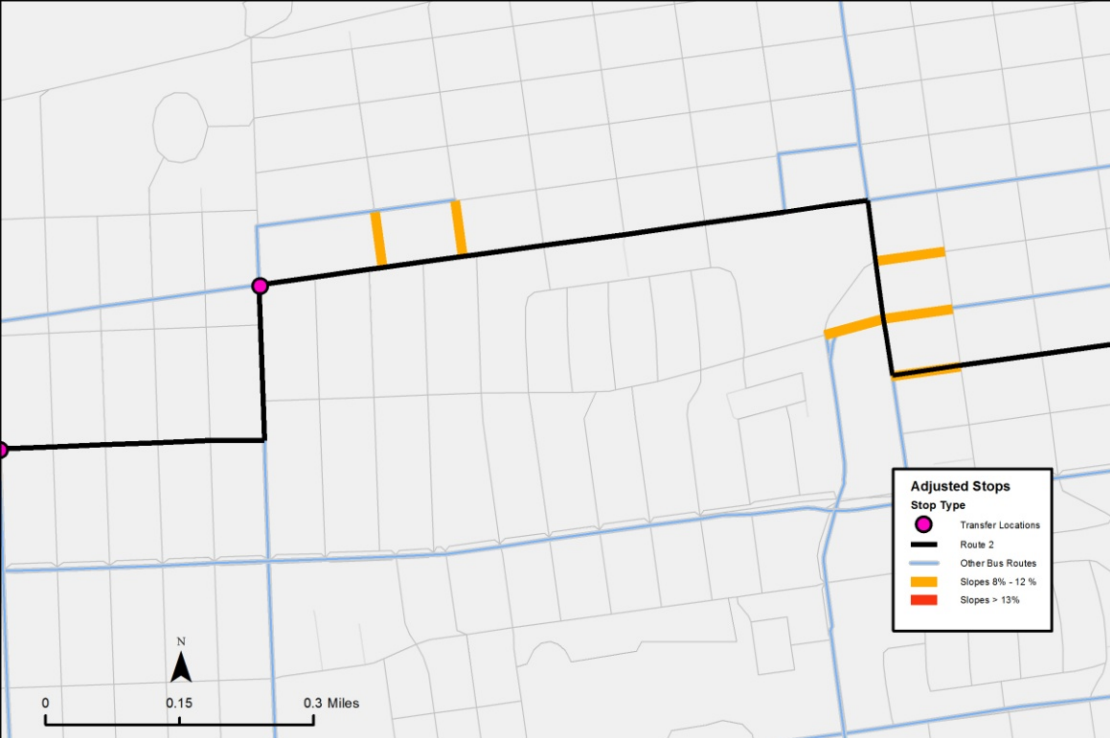 Adjusted Stops
Stop Type
Transfer Locations
Route 2
Other Bus Routes
Slopes 8% - 12 %
Slopes > 13%
N
0 0.15 0.3 Miles